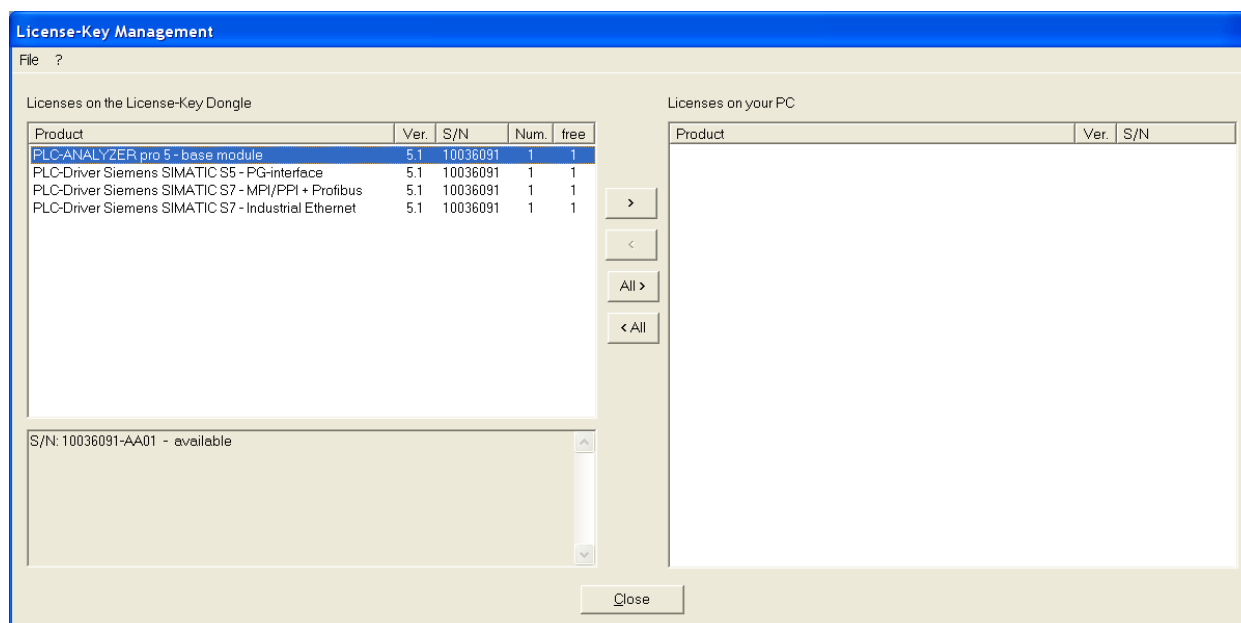 License-Key Management
File ?
Licenses on the License-Key Dongle
Product Ver. S/N Num. free
PLC-ANALYZER pro 5 - base module 5.1 10036091 1 1
PLC-Driver Siemens SIMATIC S5 - PG-interface 5.1 10036091 1 1
PLC-Driver Siemens SIMATIC S7 - MPI/PPI + Profibus 5.1 10036091 1 1
PLC-Driver Siemens SIMATIC S7 - Industrial Ethernet 5.1 10036091 1 1
S/N: 10036091-AA01 - available
>
<
All >
< All
Licenses on your PC
Product Ver. S/N
Close